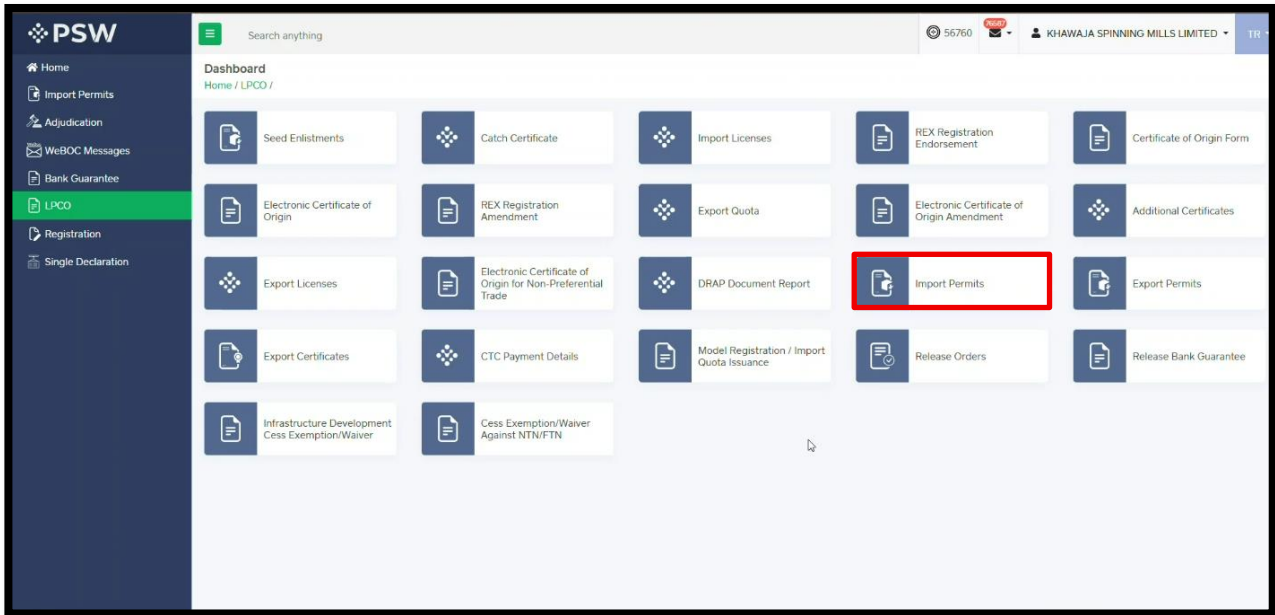 PSW
Search anything
56760
76587
KHAWAJA SPINNING MILLS LIMITED
TR
Home
Import Permits
Adjudication
WeBOC Messages
Bank Guarantee
LPCO
Registration
Single Declaration
Dashboard
Home / LPCO /
Seed Enlistments
Catch Certificate
Import Licenses
REX Registration
Endorsement
Certificate of Origin Form
Electronic Certificate of
Origin
REX Registration
Amendment
Export Quota
Electronic Certificate of
Origin Amendment
Additional Certificates
Export Licenses
Electronic Certificate of
Origin for Non-Preferential
Trade
DRAP Document Report
Import Permits
Export Permits
Export Certificates
CTC Payment Details
Model Registration / Import
Quota Issuance
Release Orders
Release Bank Guarantee
Infrastructure Development
Cess Exemption/Waiver
Cess Exemption/Waiver
Against NTN/FTN